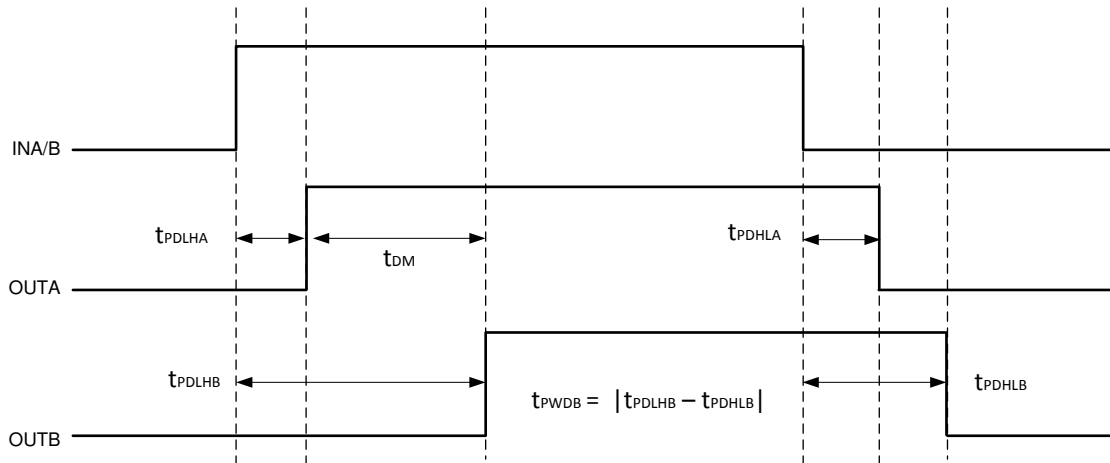 INA/B
tPDLHA
tDM
tPDHLA
OUTA
tPDLHB
tPWDB = |tPDLHB – tPDHLB|
tPDHLB
OUTB